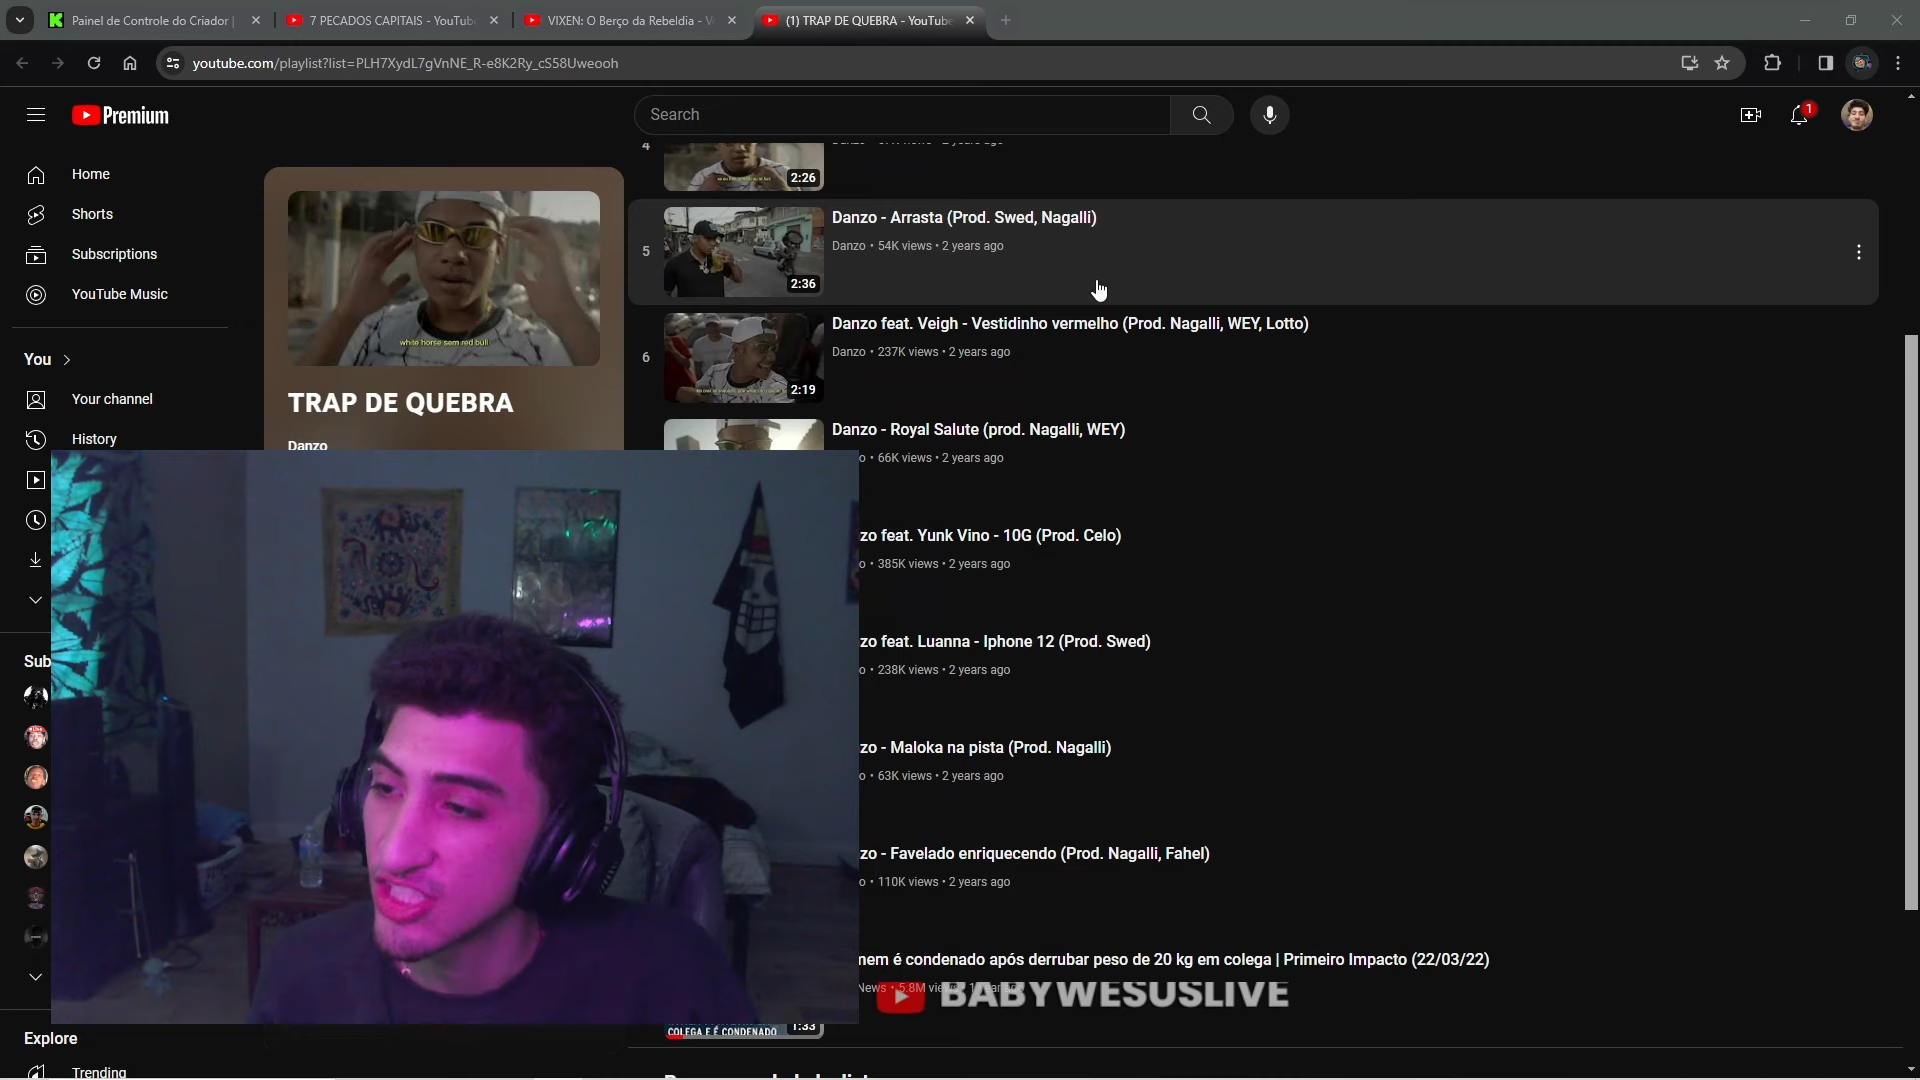 Painel de Controle do Criador
7 PECADOS CAPITAIS - YouTub
VIXEN: O Berço da Rebeldia - V
(1) TRAP DE QUEBRA - YouTube
youtube.com/playlist?list=PLH7XydL7gVnNE_R-e8K2Ry_cS58Uweooh
Premium
Search
1
Home
Shorts
Subscriptions
YouTube Music
You
Your channel
History
Sub
Explore
Trending
white horse sem red bull
TRAP DE QUEBRA
Danzo
4
2:26
5
2:36
Danzo - Arrasta (Prod. Swed, Nagalli)
Danzo • 54K views • 2 years ago
6
2:19
Danzo feat. Veigh - Vestidinho vermelho (Prod. Nagalli, WEY, Lotto)
Danzo • 237K views • 2 years ago
Danzo - Royal Salute (prod. Nagalli, WEY)
o • 66K views • 2 years ago
zo feat. Yunk Vino - 10G (Prod. Celo)
o • 385K views • 2 years ago
zo feat. Luanna - Iphone 12 (Prod. Swed)
o • 238K views • 2 years ago
zo - Maloka na pista (Prod. Nagalli)
o • 63K views • 2 years ago
zo - Favelado enriquecendo (Prod. Nagalli, Fahel)
o • 110K views • 2 years ago
nem é condenado após derrubar peso de 20 kg em colega | Primeiro Impacto (22/03/22)
News • 5.8M
BABYWESUSLIVE
COLEGA E É CONDENADO
1:33